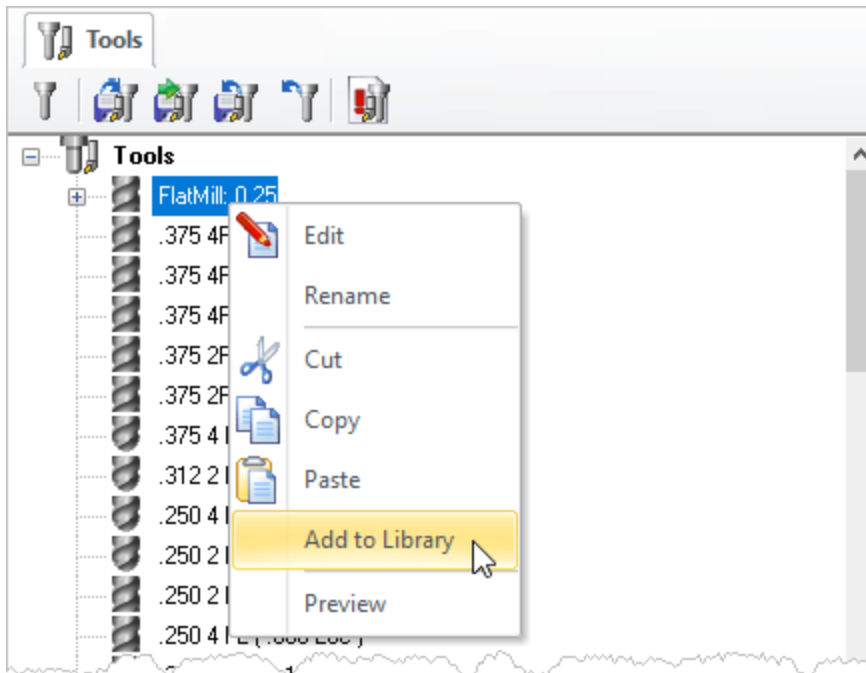 Tools
Tools
FlatMill: 0.25
.375 4F
Edit
.375 4F
Rename
.375 4F
.375 2F
Cut
.375 2F
.375 4
Copy
.312 2
Paste
.250 4
Add to Library
.250 2
.250 2
Preview
.250 4